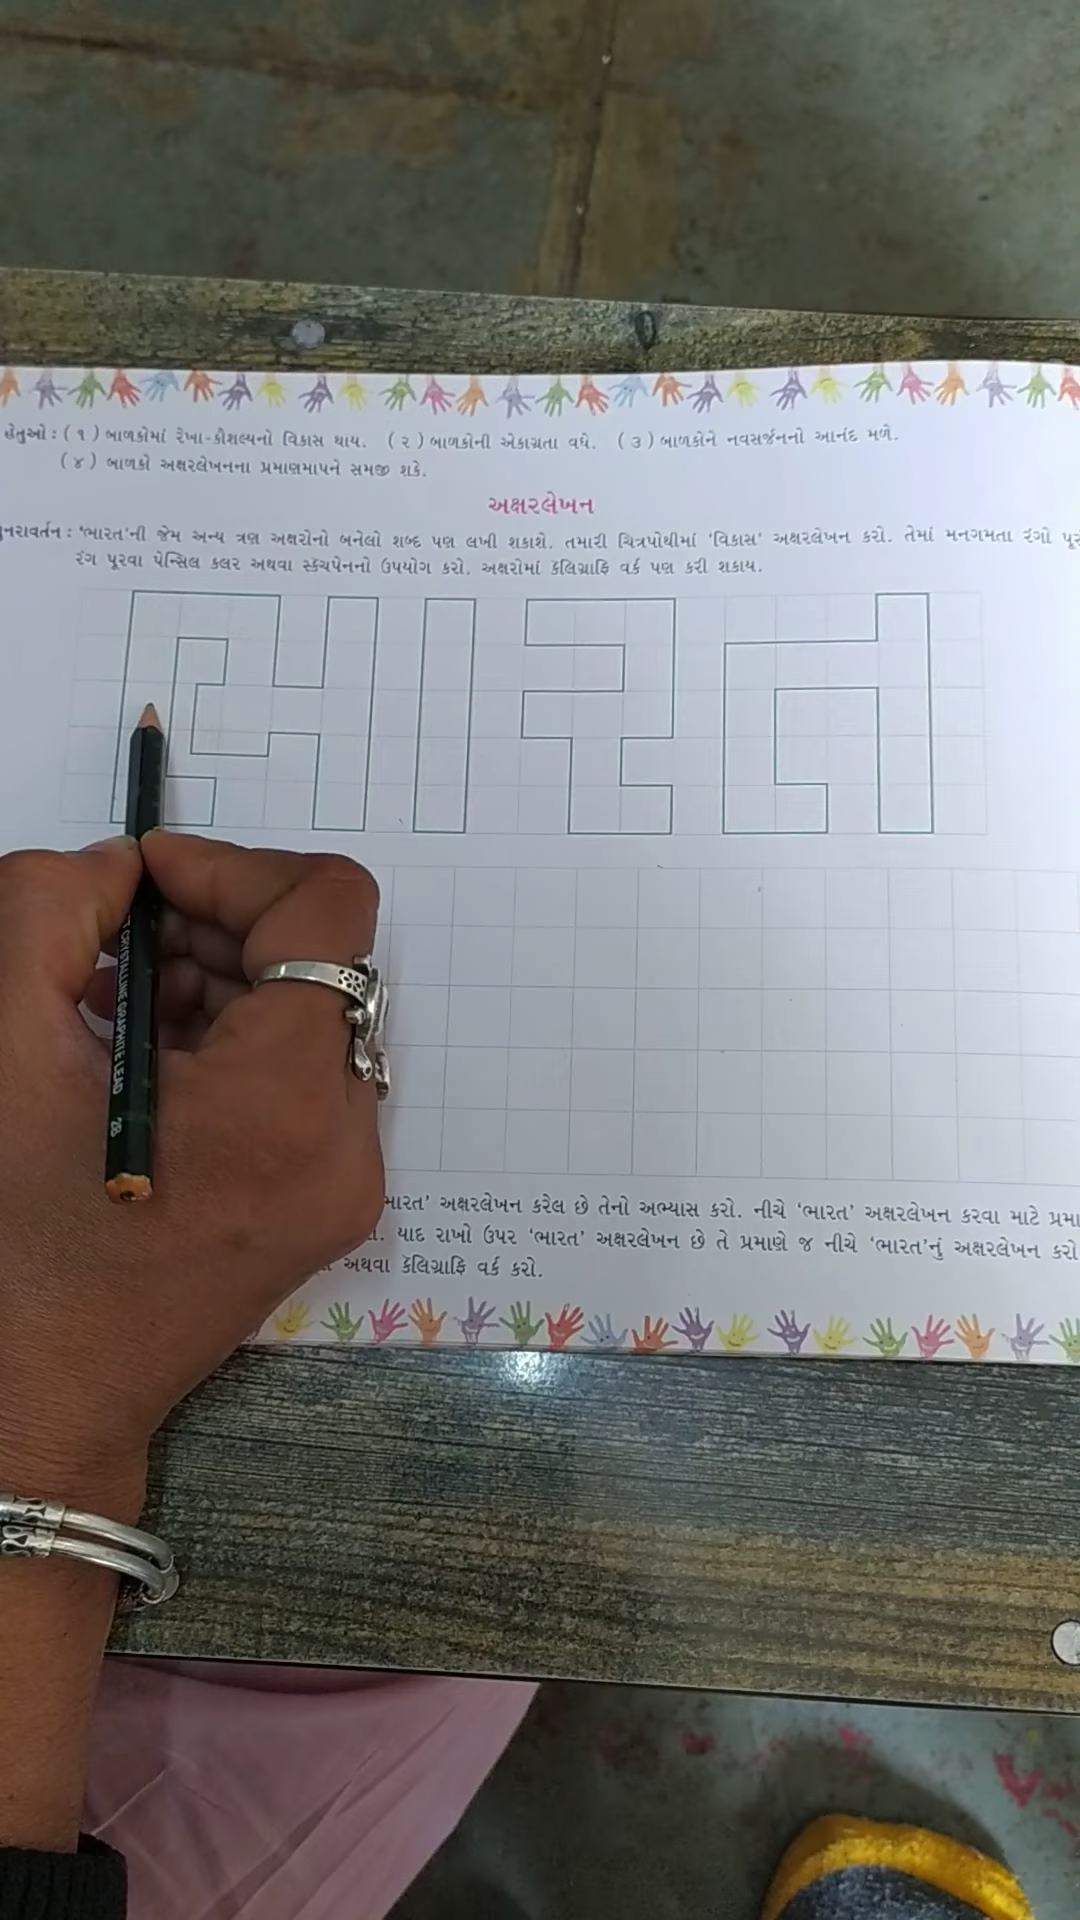 હેતુઓ : ( ૧ ) બાળકોમાં રેખા-કૌશલ્યનો વિકાસ થાય. ( ૨ ) બાળકોની એકાગ્રતા વધે. ( ૩ ) બાળકોને નવસર્જનનો આનંદ મળે.
( ૪ ) બાળકો અક્ષરલેખનના પ્રમાણમાપને સમજી શકે.
અક્ષરલેખન
પુનરાવર્તન : ‘ભારત’ની જેમ અન્ય ત્રણ અક્ષરોનો બનેલો શબ્દ પણ લખી શકાશે. તમારી ચિત્રપોથીમાં ‘વિકાસ’ અક્ષરલેખન કરો. તેમાં મનગમતા રંગો
રંગ પૂરવા પેન્સિલ કલર અથવા સ્કૅચપેનનો ઉપયોગ કરો. અક્ષરોમાં કૅલિગ્રાફિ વર્ક પણ કરી શકાય.
ભારત
CRYSTALLINE GRAPHITE LEAD 2B
ભારત’ અક્ષરલેખન કરેલ છે તેનો અભ્યાસ કરો. નીચે ‘ભારત’ અક્ષરલેખન કરવા માટે
યાદ રાખો ઉપર ‘ભારત’ અક્ષરલેખન છે તે પ્રમાણે જ નીચે ‘ભારત’નું અક્ષરલેખન કરો
અથવા કૅલિગ્રાફિ વર્ક કરો.